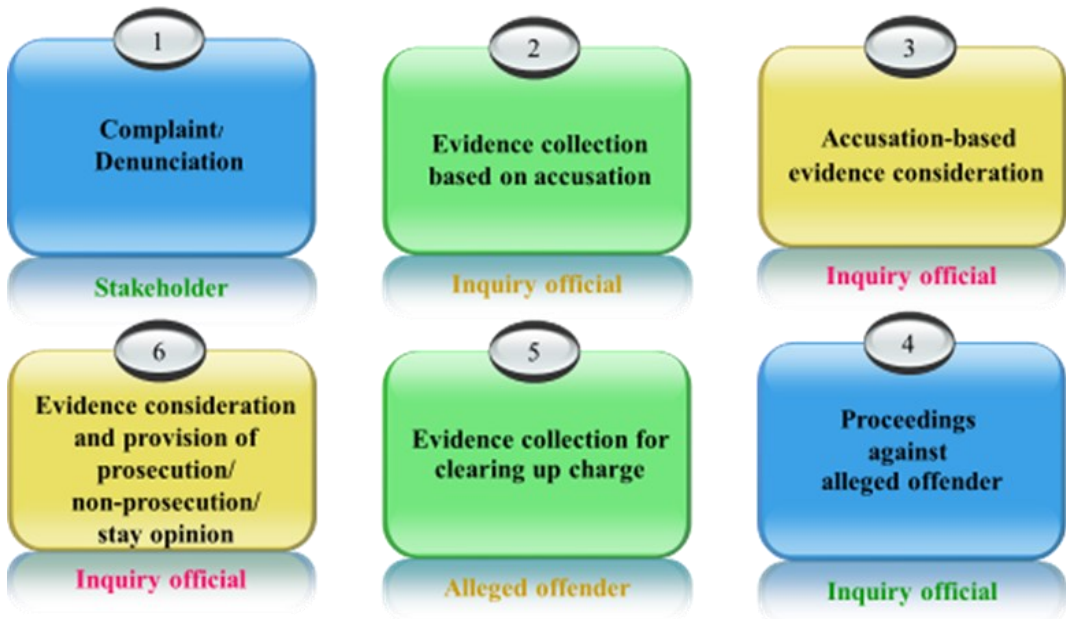 1
Complaint/
Denunciation
Stakeholder
2
Evidence collection
based on accusation
Inquiry official
3
Accusation-based
evidence consideration
Inquiry official
4
Proceedings
against
alleged offender
Inquiry official
5
Evidence collection for
clearing up charge
Alleged offender
6
Evidence consideration
and provision of
prosecution/
non-prosecution/
stay opinion
Inquiry official